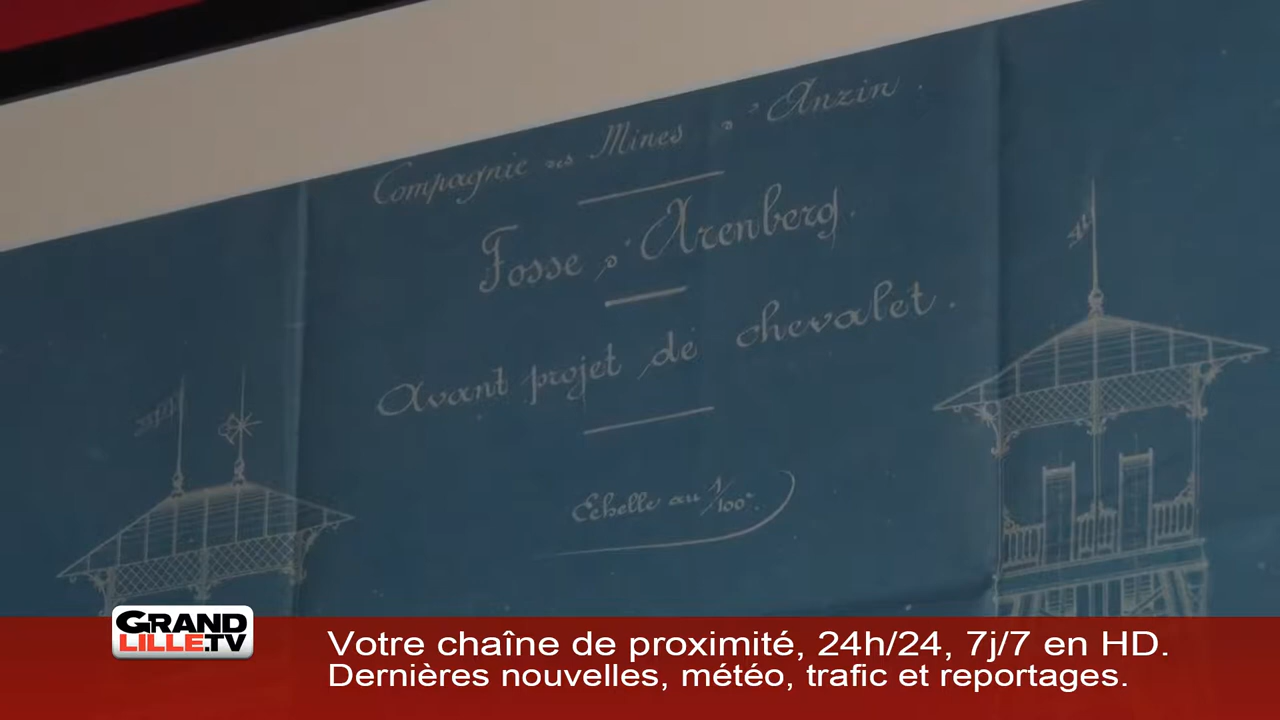 Compagnie des Mines d'Anzin.
Fosse d'Arenberg.
Avant projet de chevalet.
Echelle au 1/100e.
GRAND
LILLE.TV
Votre chaîne de proximité, 24h/24, 7j/7 en HD.
Dernières nouvelles, météo, trafic et reportages.